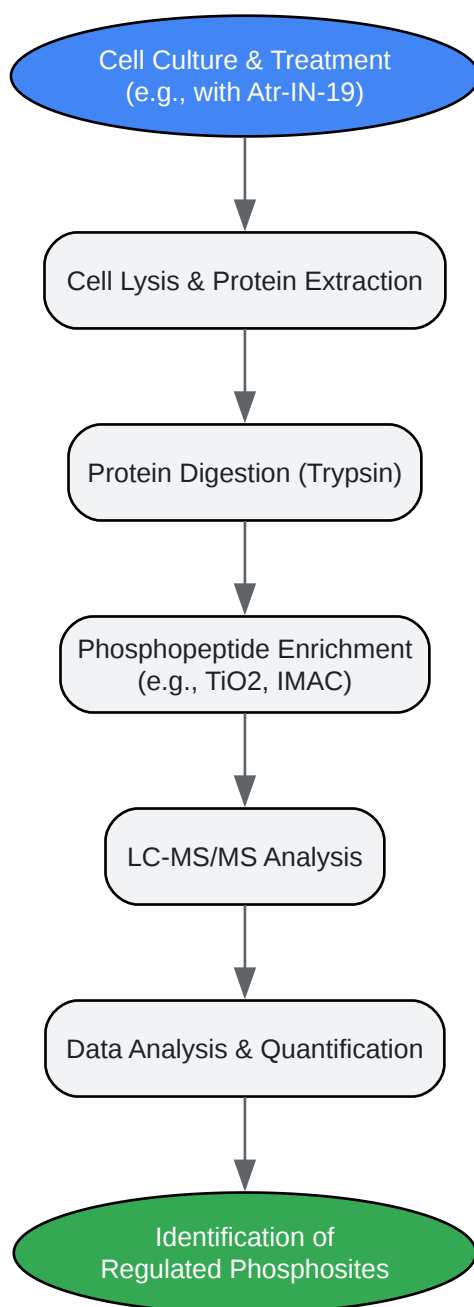 Cell Culture & Treatment
(e.g., with Atr-IN-19)
Cell Lysis & Protein Extraction
Protein Digestion (Trypsin)
Phosphopeptide Enrichment
(e.g., TiO2, IMAC)
LC-MS/MS Analysis
Data Analysis & Quantification
Identification of
Regulated Phosphosites